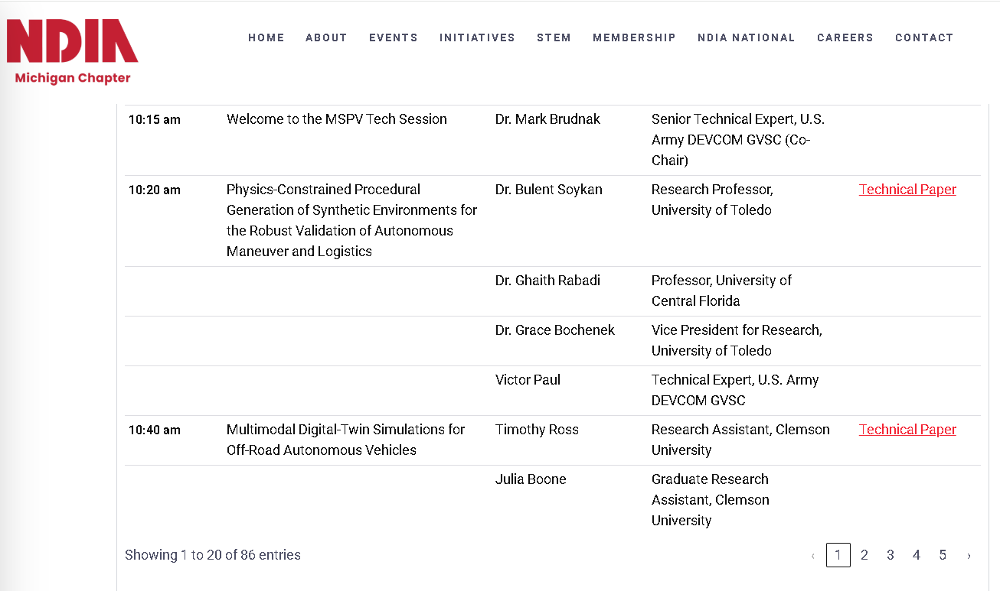 NDIA
Michigan Chapter
HOME ABOUT EVENTS INITIATIVES STEM MEMBERSHIP NDIA NATIONAL CAREERS CONTACT
10:15 am Welcome to the MSPV Tech Session Dr. Mark Brudnak Senior Technical Expert, U.S.
Army DEVCOM GVSC (Co-
Chair)
10:20 am Physics-Constrained Procedural Dr. Bulent Soykan Research Professor, Technical Paper
Generation of Synthetic Environments for University of Toledo
the Robust Validation of Autonomous
Maneuver and Logistics
Dr. Ghaith Rabadi Professor, University of
Central Florida
Dr. Grace Bochenek Vice President for Research,
University of Toledo
Victor Paul Technical Expert, U.S. Army
DEVCOM GVSC
10:40 am Multimodal Digital-Twin Simulations for Timothy Ross Research Assistant, Clemson Technical Paper
Off-Road Autonomous Vehicles University
Julia Boone Graduate Research
Assistant, Clemson
University
Showing 1 to 20 of 86 entries ‹ 1 2 3 4 5 ›